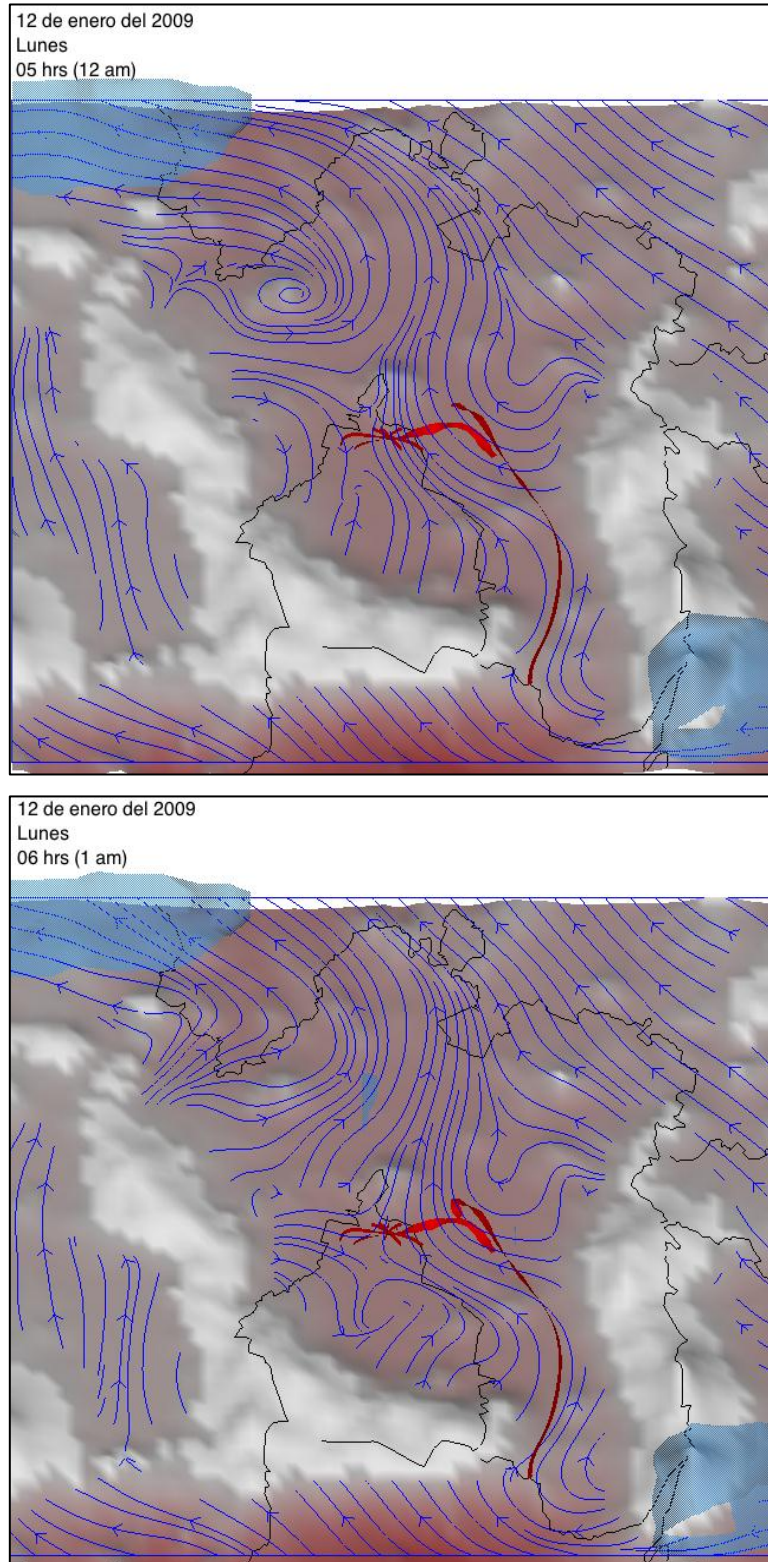 12 de enero del 2009
Lunes
05 hrs (12 am)
12 de enero del 2009
Lunes
06 hrs (1 am)